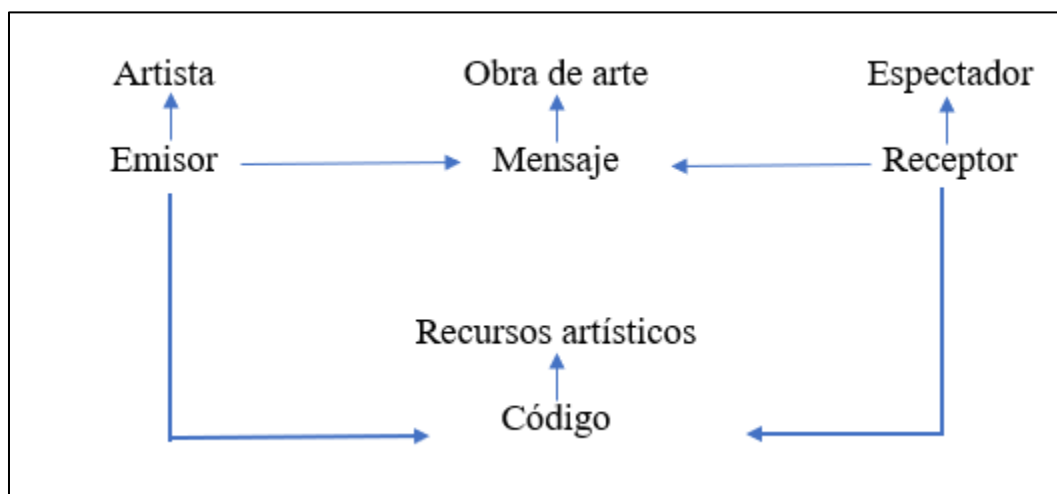 Artista Obra de arte Espectador
Emisor Mensaje Receptor
Recursos artísticos
Código